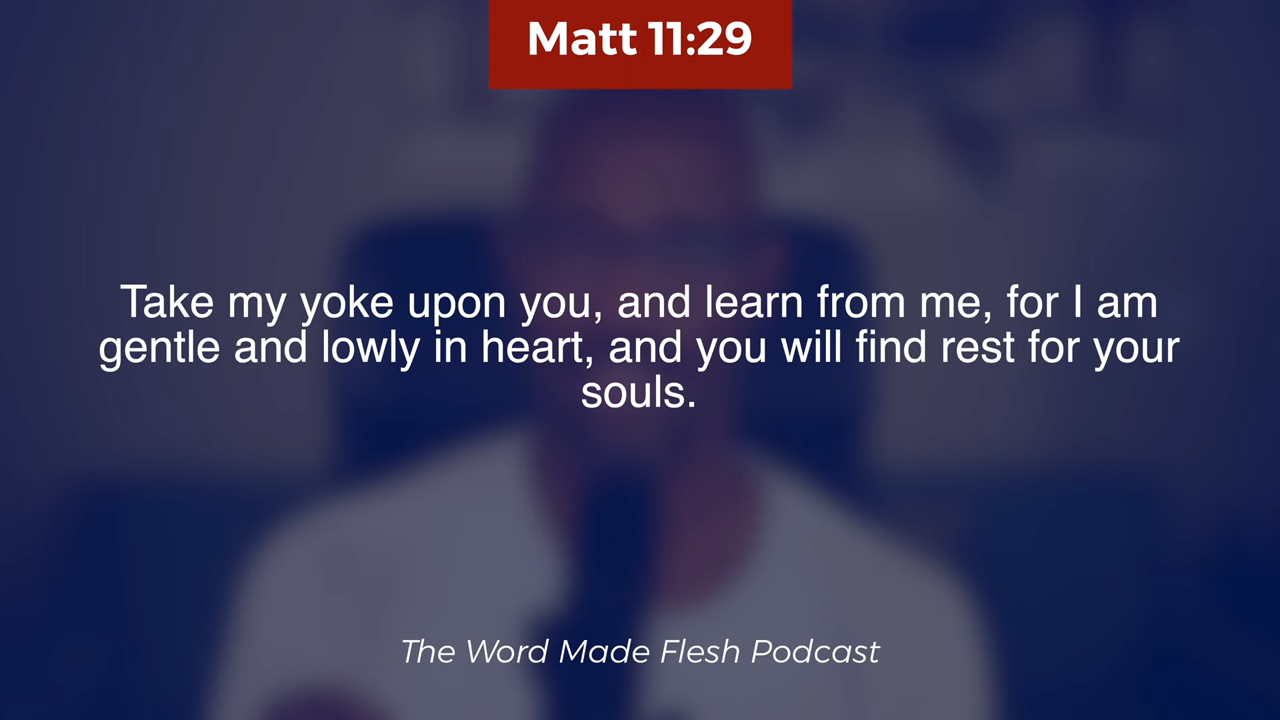 Matt 11:29
Take my yoke upon you, and learn from me, for I am
gentle and lowly in heart, and you will find rest for your
souls.
The Word Made Flesh Podcast